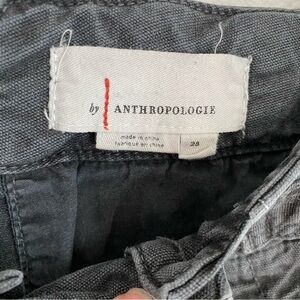 by ANTHROPOLOGIE
made in china
fabriqué en chine
28